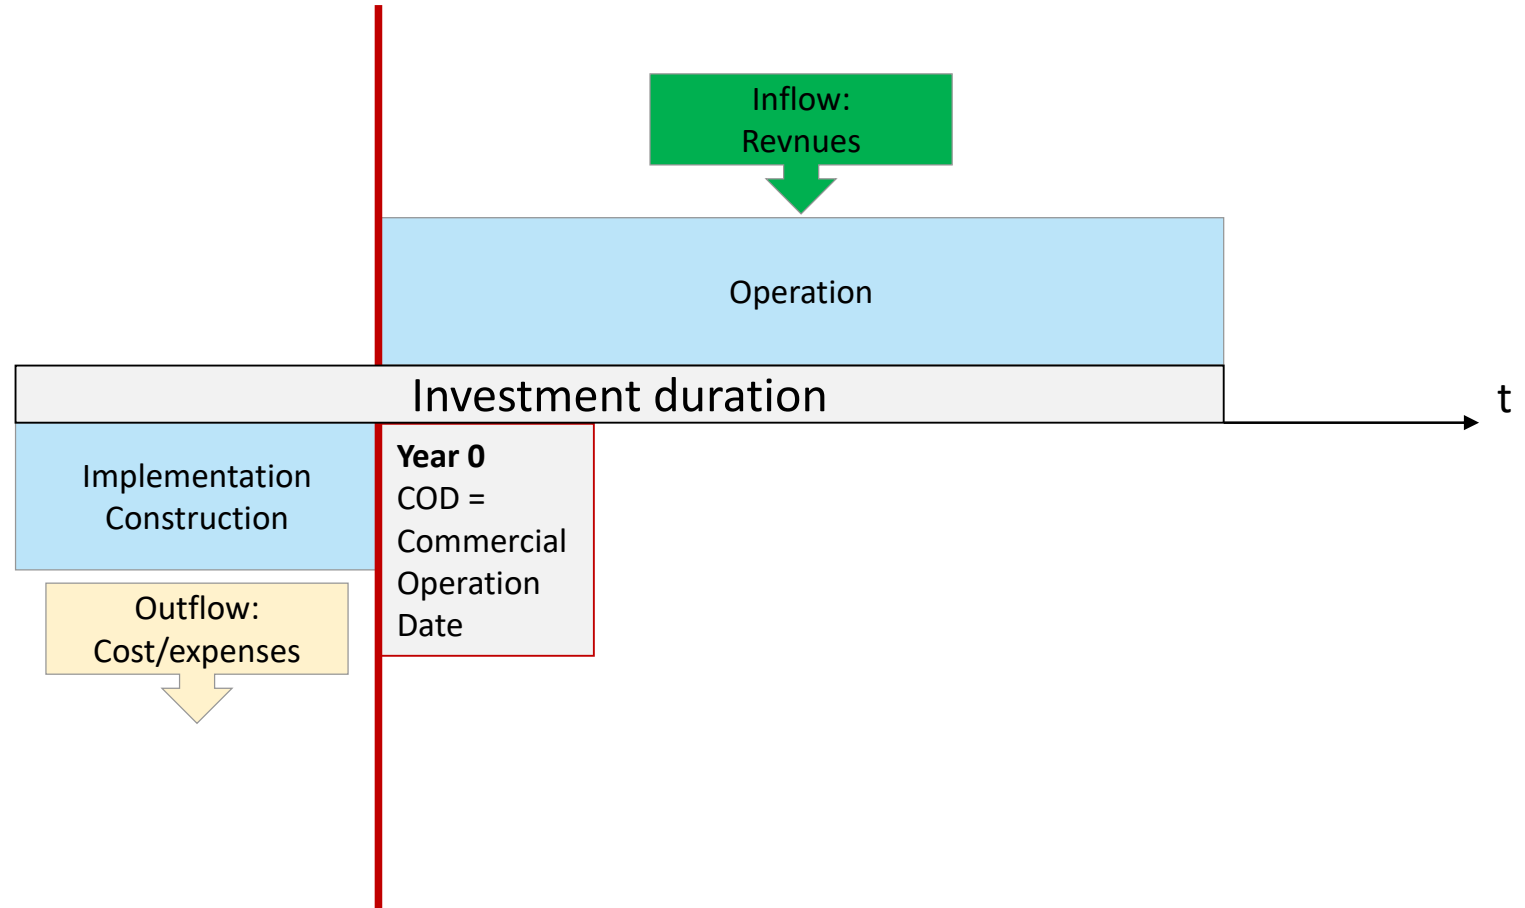 Inflow:
Revnues
Operation
Investment duration
t
Implementation
Construction
Year 0
COD =
Commercial
Operation
Date
Outflow:
Cost/expenses